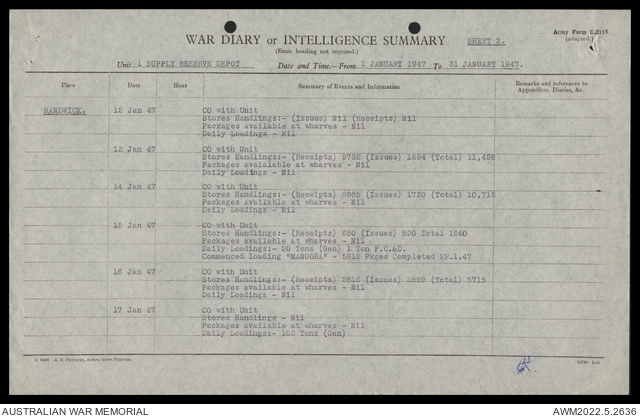 Army Form C.2118
(adapted.)
WAR DIARY or INTELLIGENCE SUMMARY SHEET 3.
(Erase heading not required.)
Unit 1 SUPPLY RESERVE DEPOT Date and Time.—From 1 JANUARY 1947 To 31 JANUARY 1947.
Place Date Hour Summary of Events and Information Remarks and references to Appendices, Diaries, &c.
RANDWICK. 12 Jan 47 CO with Unit
Stores Handlings:- (Issues) Nil (Receipts) Nil
Packages available at wharves - Nil
Daily Loadings - Nil
13 Jan 47 CO with Unit
Stores Handlings:- (Receipts) 9732 (Issues) 1694 (Total) 11,426
Packages avaialable at wharves - Nil
Daily Loadings - Nil
14 Jan 47 CO with Unit
Stores Handlings:- (Receipts) 8985 (Issues) 1730 (Total) 10,715
Packages Available at wharves - Nil
Daily Loadings - Nil
15 Jan 47 CO with Unit
Stores Handlings:- (Receipts) 650 (Issues) 590 Total 1240
Packages available at wharves - Nil
Daily Loadings:- 20 Tons (Gen) 1 Ton F.C.&D.
Commenced loading "MANOORA" - 5812 Pkges Completed 22.1.47
16 Jan 47 CO with Unit
Stores Handlings:- (Receipts) 2816 (Issues) 2899 (Total) 5715
Packages available at wharves - Nil
Daily Loadings - Nil
17 Jan 47 CO with Unit
Stores Handlings - Nil
Packages available at wharves - Nil
Daily Loadings:- 103 Tons (Gen)
AUSTRALIAN WAR MEMORIAL AWM2022.5.2636